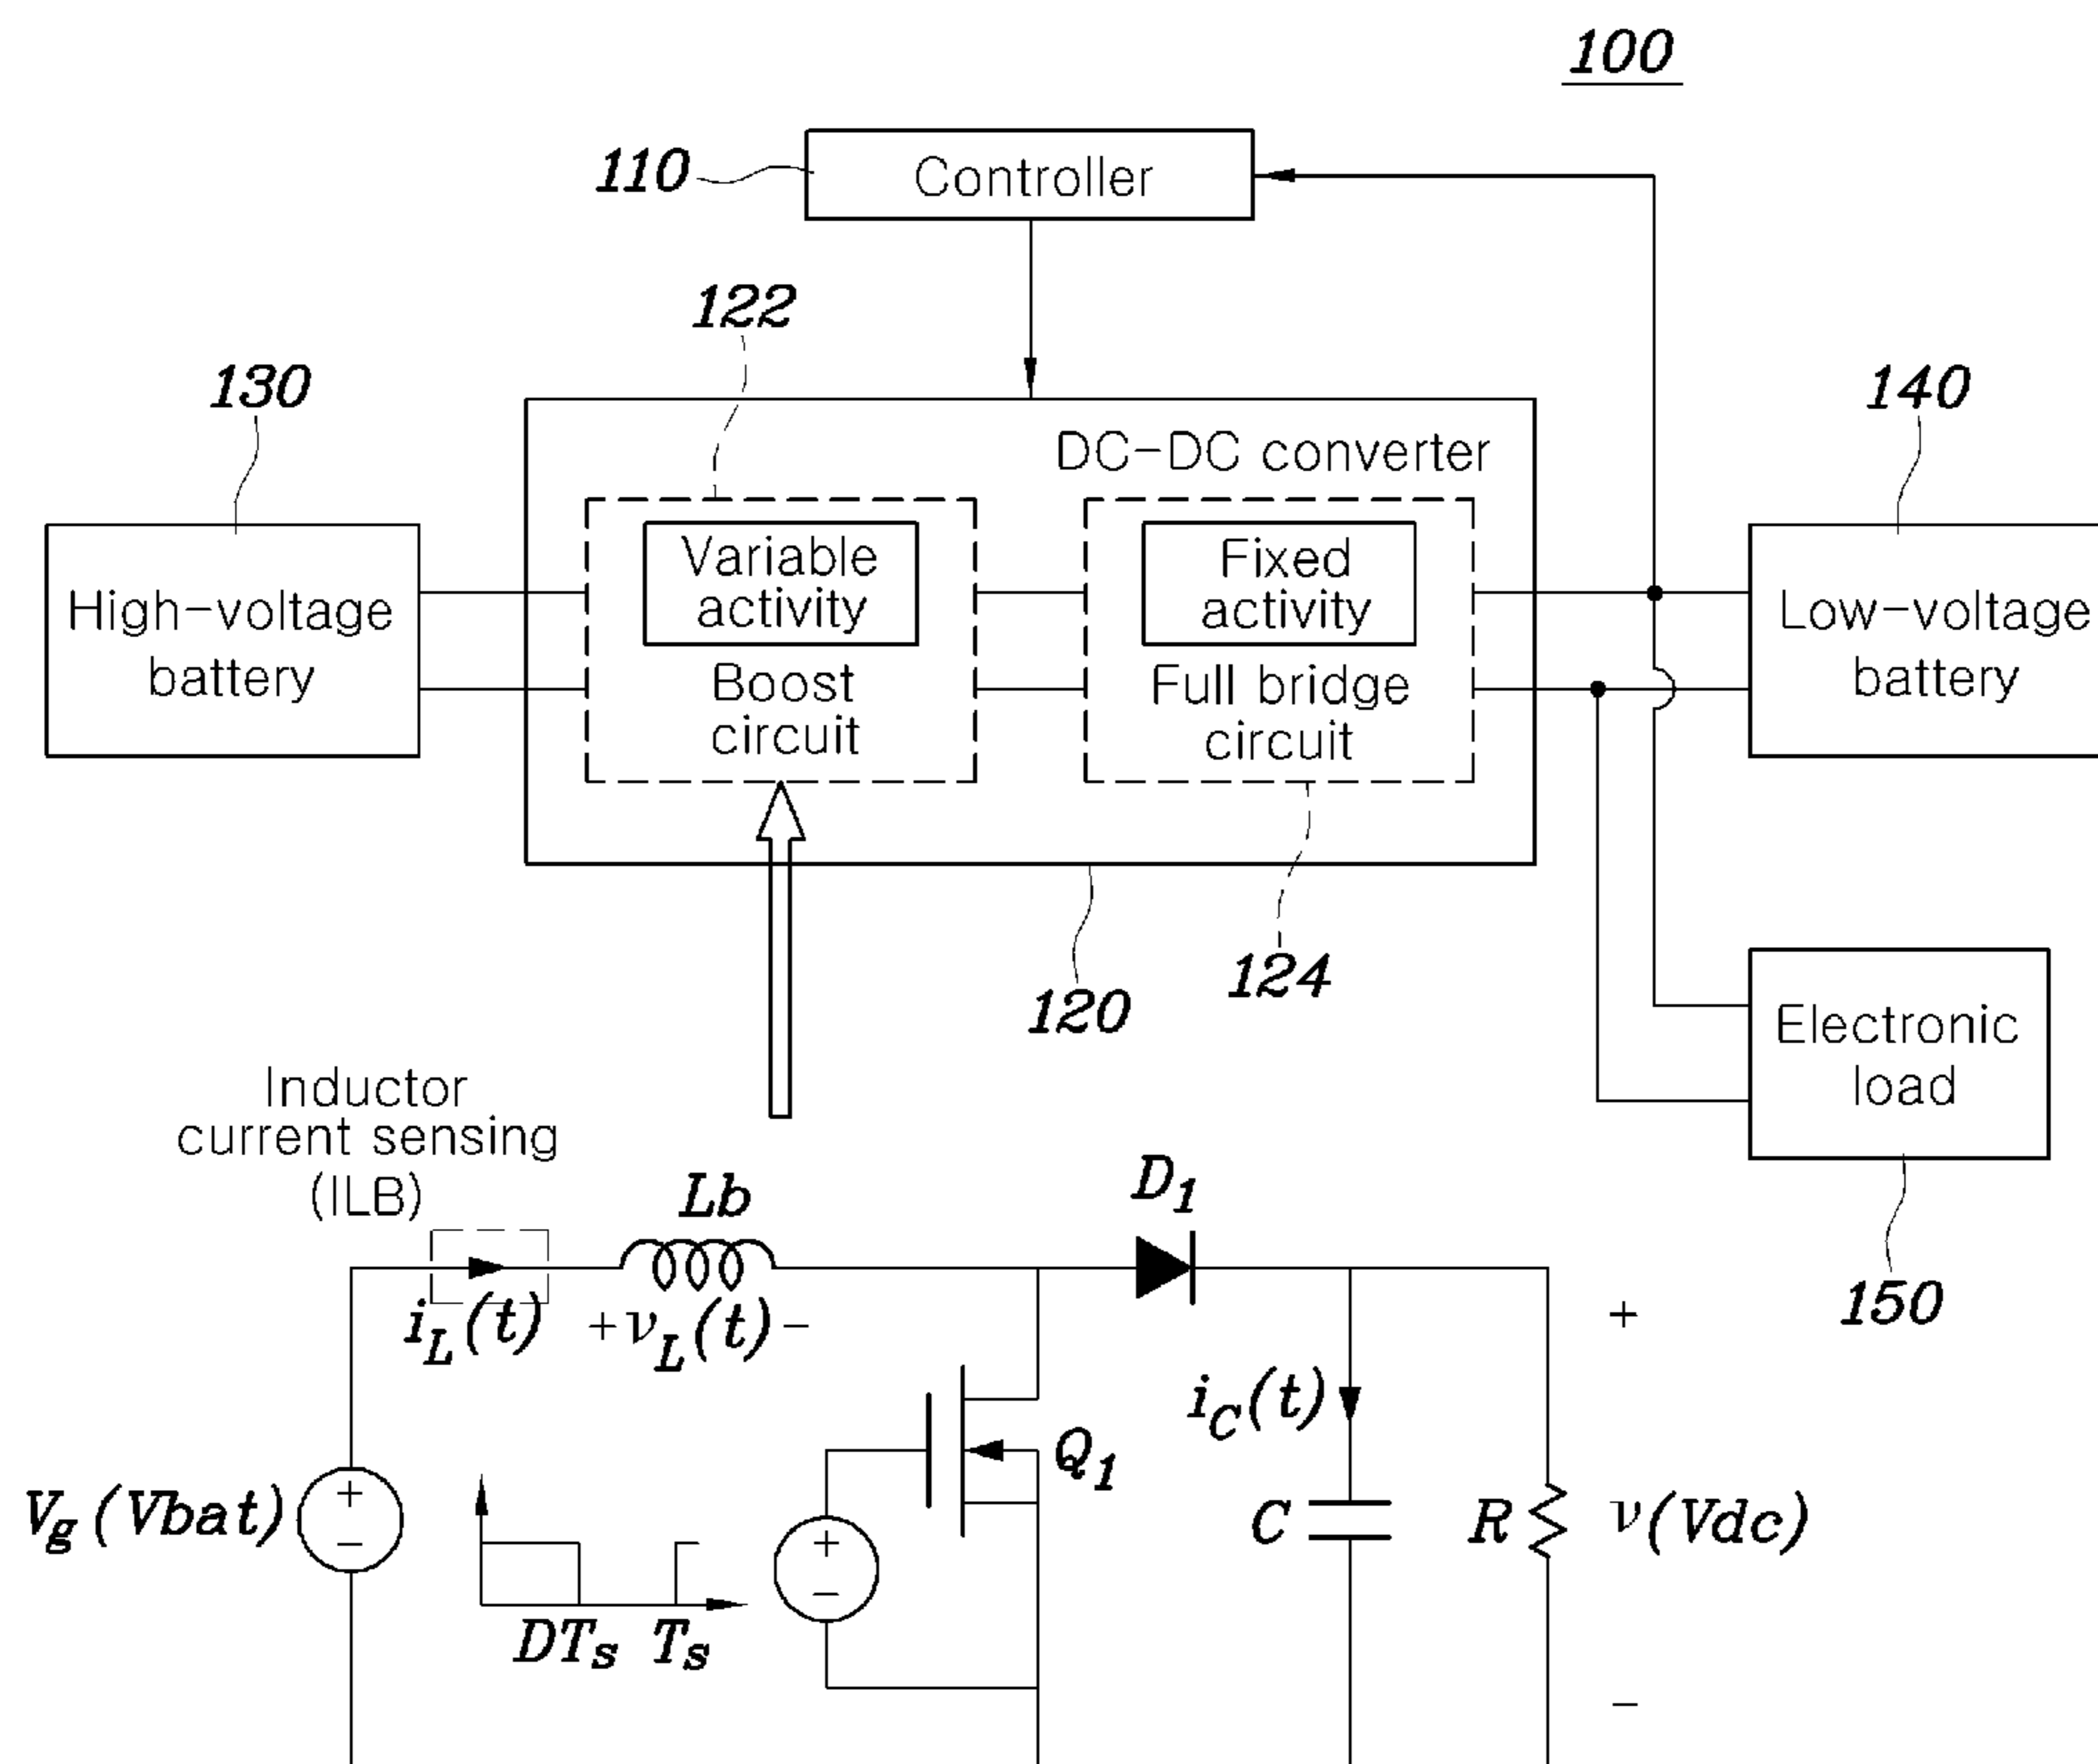 100
110
Controller
122
130
140
DC-DC converter
Variable
activity
Fixed
activity
High-voltage
battery
Boost
circuit
Full bridge
circuit
Low-voltage
battery
124
120
Electronic
load
Inductor
current sensing
(ILB)
Lb
D1
150
iL(t)
+νL(t)-
+
iC(t)
Q1
Vg(Vbat)
+
-
+
-
C
R
ν(Vdc)
DTs Ts
-